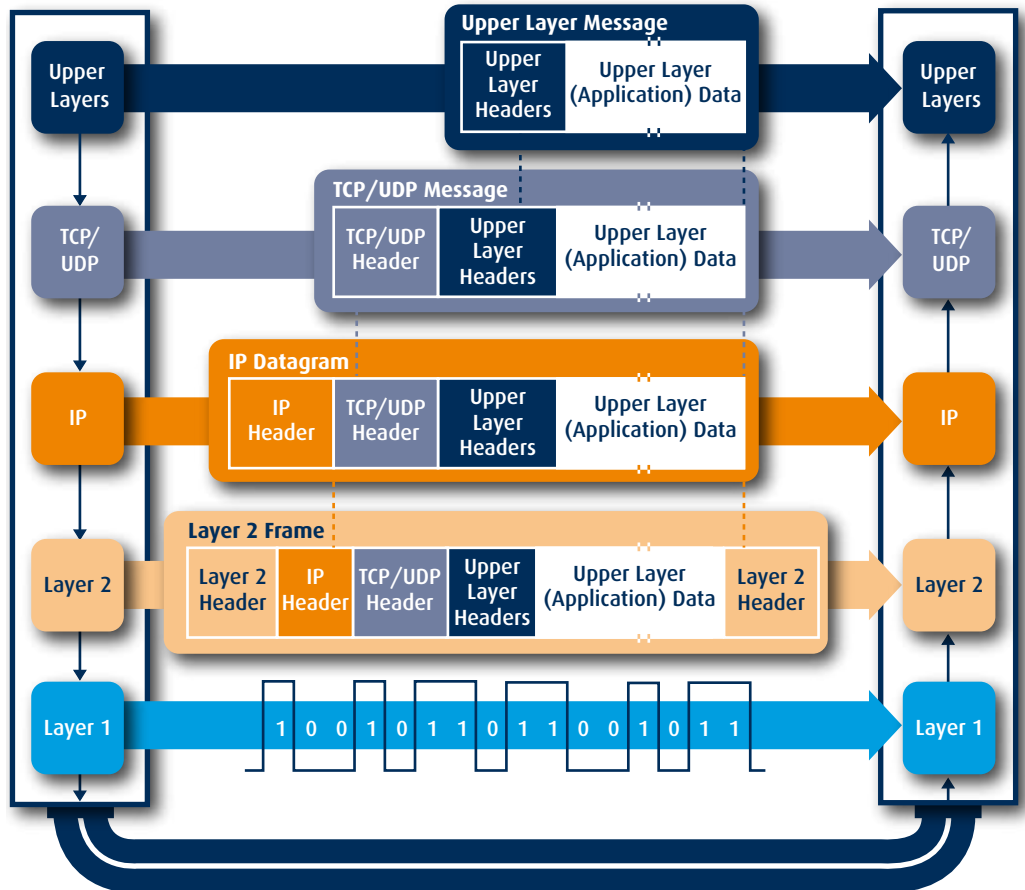 Upper Layer Message
Upper
Layers
Upper
Layer
Headers
Upper Layer
(Application) Data
Upper
Layers
TCP/UDP Message
TCP/
UDP
TCP/UDP
Header
Upper
Layer
Headers
Upper Layer
(Application) Data
TCP/
UDP
IP Datagram
IP
IP
Header
TCP/UDP
Header
Upper
Layer
Headers
Upper Layer
(Application) Data
IP
Layer 2 Frame
Layer 2
Layer 2
Header
IP
Header
TCP/UDP
Header
Upper
Layer
Headers
Upper Layer
(Application) Data
Layer 2
Header
Layer 2
Layer 1
1 0 0 1 0 1 1 0 1 1 0 0 1 0 1 1
Layer 1